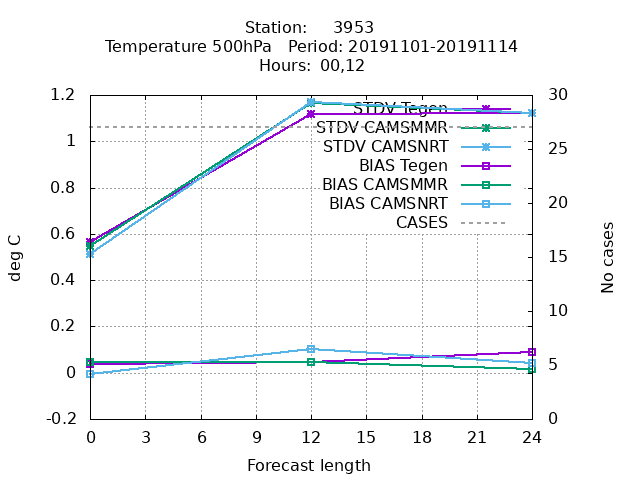 Station: 3953
Temperature 500hPa Period: 20191101-20191114
Hours: 00,12
1.2
1
0.8
0.6
0.4
0.2
0
-0.2
deg C
30
25
20
15
10
5
0
No cases
STDV Tegen
STDV CAMSMMR
STDV CAMSNRT
BIAS Tegen
BIAS CAMSMMR
BIAS CAMSNRT
CASES
0 3 6 9 12 15 18 21 24
Forecast length